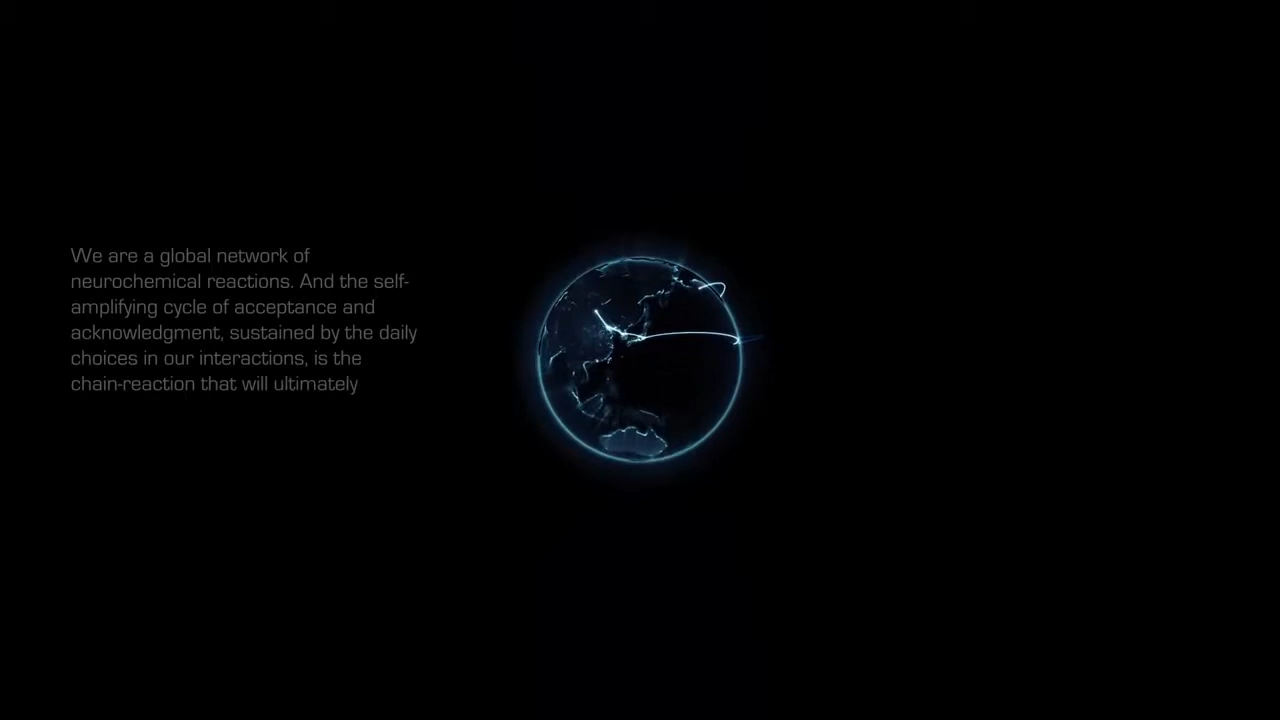 We are a global network of
neurochemical reactions. And the self-
amplifying cycle of acceptance and
acknowledgment, sustained by the daily
choices in our interactions, is the
chain-reaction that will ultimately